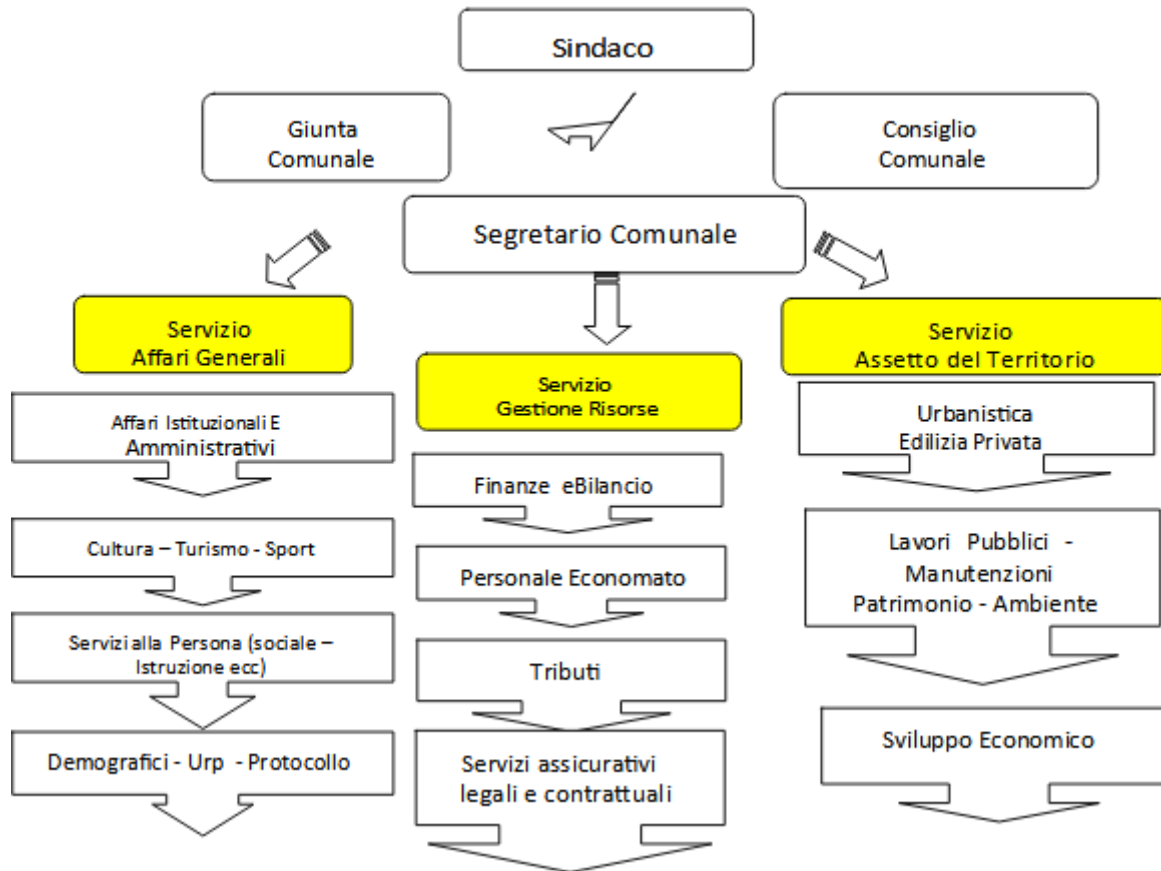 Sindaco
Giunta
Comunale
Consiglio
Comunale
Segretario Comunale
Servizio
Affari Generali
Affari Istituzionali E
Amministrativi
Cultura – Turismo - Sport
Servizi alla Persona (sociale –
Istruzione ecc)
Demografici - Urp - Protocollo
Servizio
Gestione Risorse
Finanze eBilancio
Personale Economato
Tributi
Servizi assicurativi
legali e contrattuali
Servizio
Assetto del Territorio
Urbanistica
Edilizia Privata
Lavori Pubblici -
Manutenzioni
Patrimonio - Ambiente
Sviluppo Economico